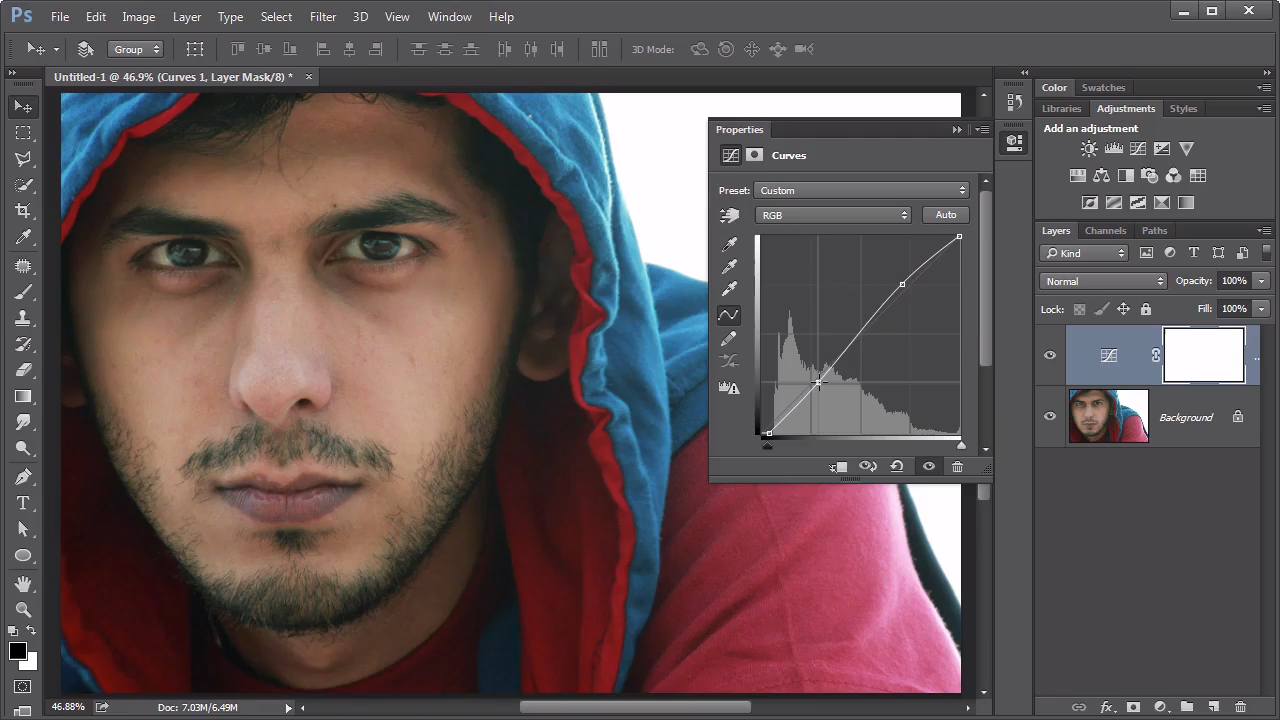 Ps File Edit Image Layer Type Select Filter 3D View Window Help
Group 3D Mode:
Untitled-1 @ 46.9% (Curves 1, Layer Mask/8) * ×
Properties
Curves
Preset: Custom
RGB Auto
Color Swatches
Libraries Adjustments Styles
Add an adjustment
Layers Channels Paths
Kind
Normal Opacity: 100%
Lock: Fill: 100%
Background
46.88% Doc: 7.03M/6.49M